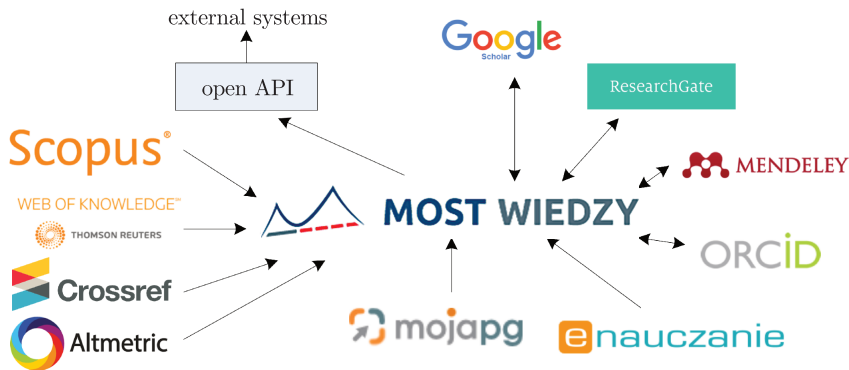 external systems
open API
Google
Scholar
ResearchGate
Scopus®
MENDELEY
WEB OF KNOWLEDGE℠
THOMSON REUTERS
MOST WIEDZY
ORCID
Crossref
Altmetric
mojapg
enauczanie